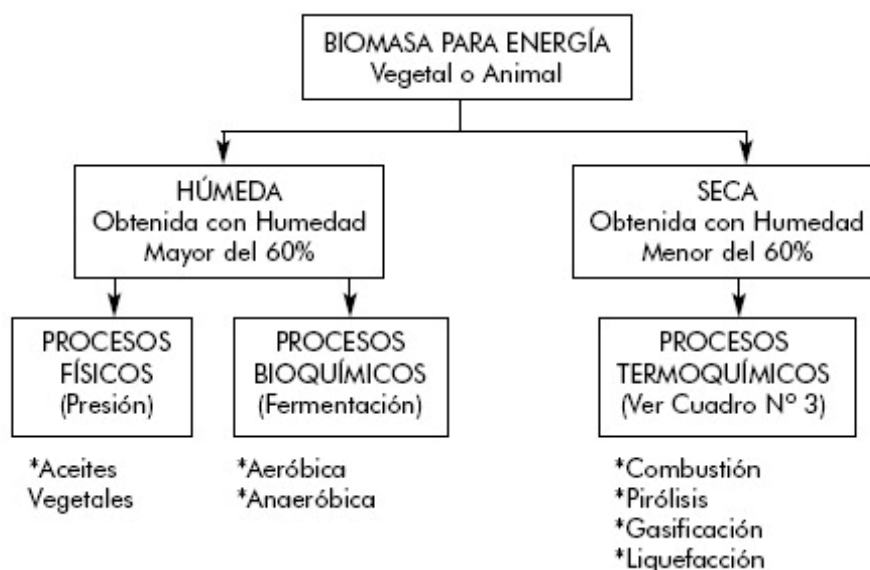 BIOMASA PARA ENERGÍA
Vegetal o Animal
HÚMEDA
Obtenida con Humedad
Mayor del 60%
SECA
Obtenida con Humedad
Menor del 60%
PROCESOS
FÍSICOS
(Presión)
PROCESOS
BIOQUÍMICOS
(Fermentación)
PROCESOS
TERMOQUÍMICOS
(Ver Cuadro Nº 3)
*Aceites
Vegetales
*Aeróbica
*Anaeróbica
*Combustión
*Pirólisis
*Gasificación
*Liquefacción